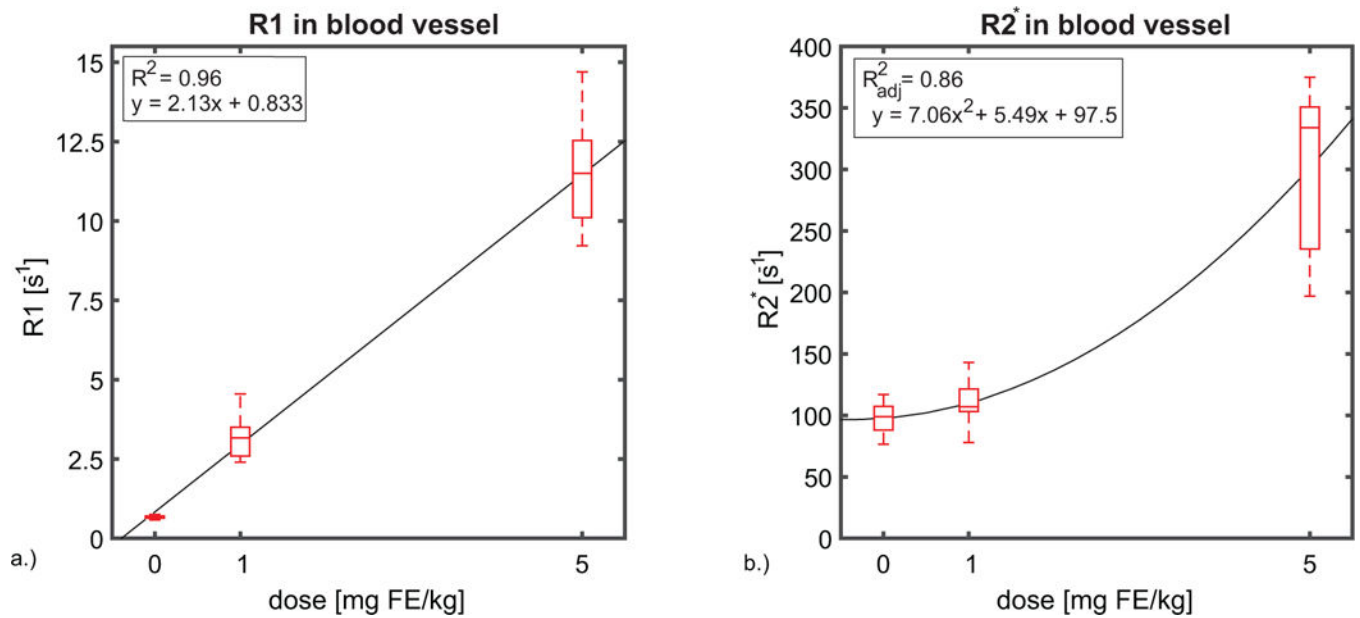 R1 in blood vessel
R² = 0.96
y = 2.13x + 0.833
15
12.5
10
7.5
5
2.5
0
R1 [s̄¹]
0 1 5
dose [mg FE/kg]
a.)
R2* in blood vessel
R²adj = 0.86
y = 7.06x² + 5.49x + 97.5
400
350
300
250
200
150
100
50
0
R2* [s̄¹]
0 1 5
dose [mg FE/kg]
b.)